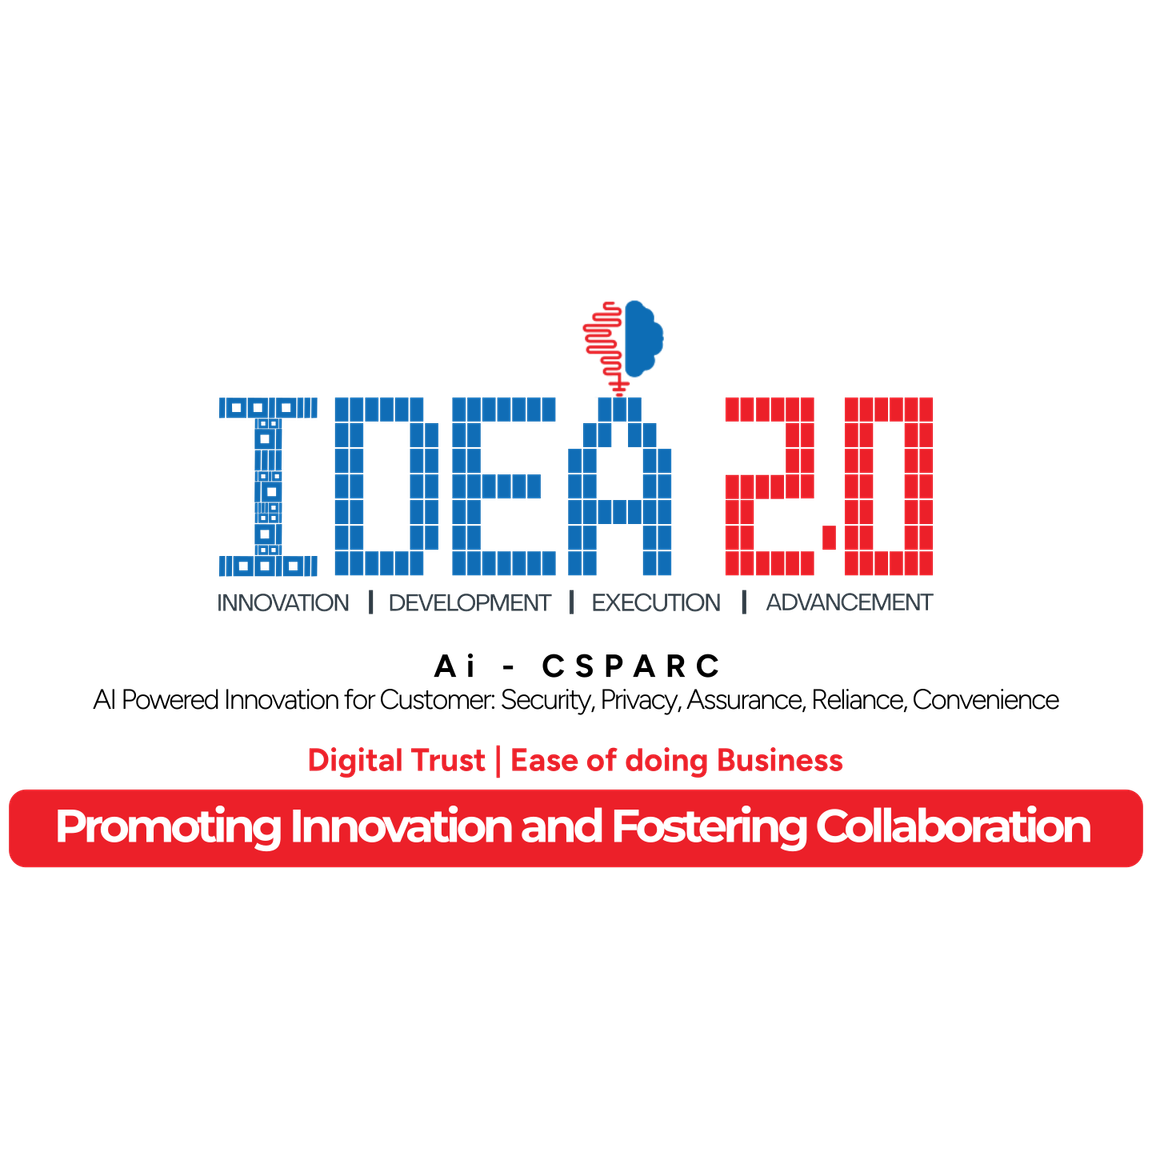 IDEA 2.0
INNOVATION | DEVELOPMENT | EXECUTION | ADVANCEMENT
Ai - CSPARC
AI Powered Innovation for Customer: Security, Privacy, Assurance, Reliance, Convenience
Digital Trust | Ease of doing Business
Promoting Innovation and Fostering Collaboration